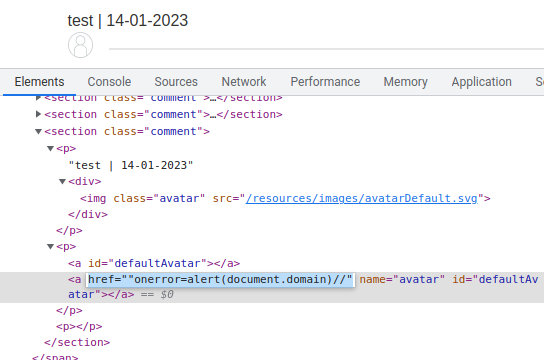 test | 14-01-2023
Elements Console Sources Network Performance Memory Application Se
<section class="comment">…</section>
<section class="comment">…</section>
<section class="comment">
<p>
"test | 14-01-2023"
<div>
<img class="avatar" src="/resources/images/avatarDefault.svg">
</div>
</p>
<p>
<a id="defaultAvatar"></a>
<a href=""onerror=alert(document.domain)//" name="avatar" id="defaultAv
atar"></a> == $0
</p>
<p></p>
</section>
</span>